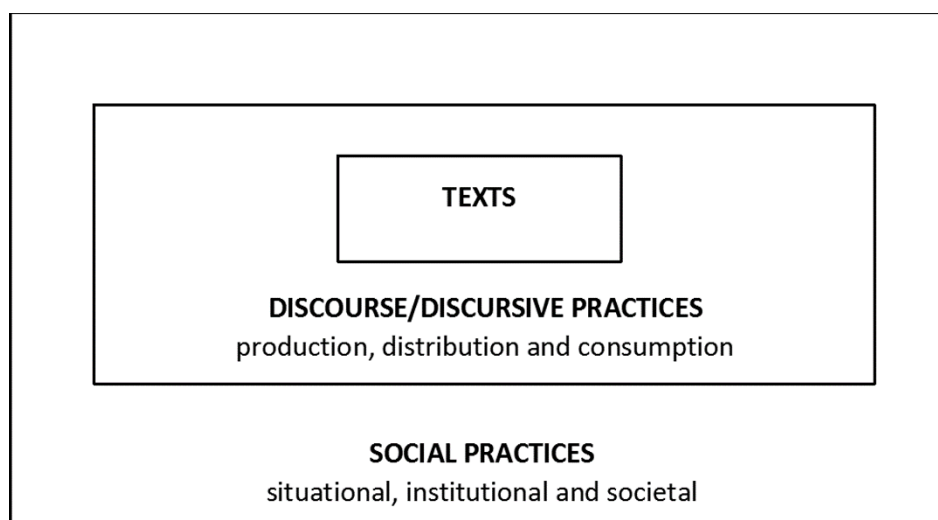 TEXTS
DISCOURSE/DISCURSIVE PRACTICES
production, distribution and consumption
SOCIAL PRACTICES
situational, institutional and societal